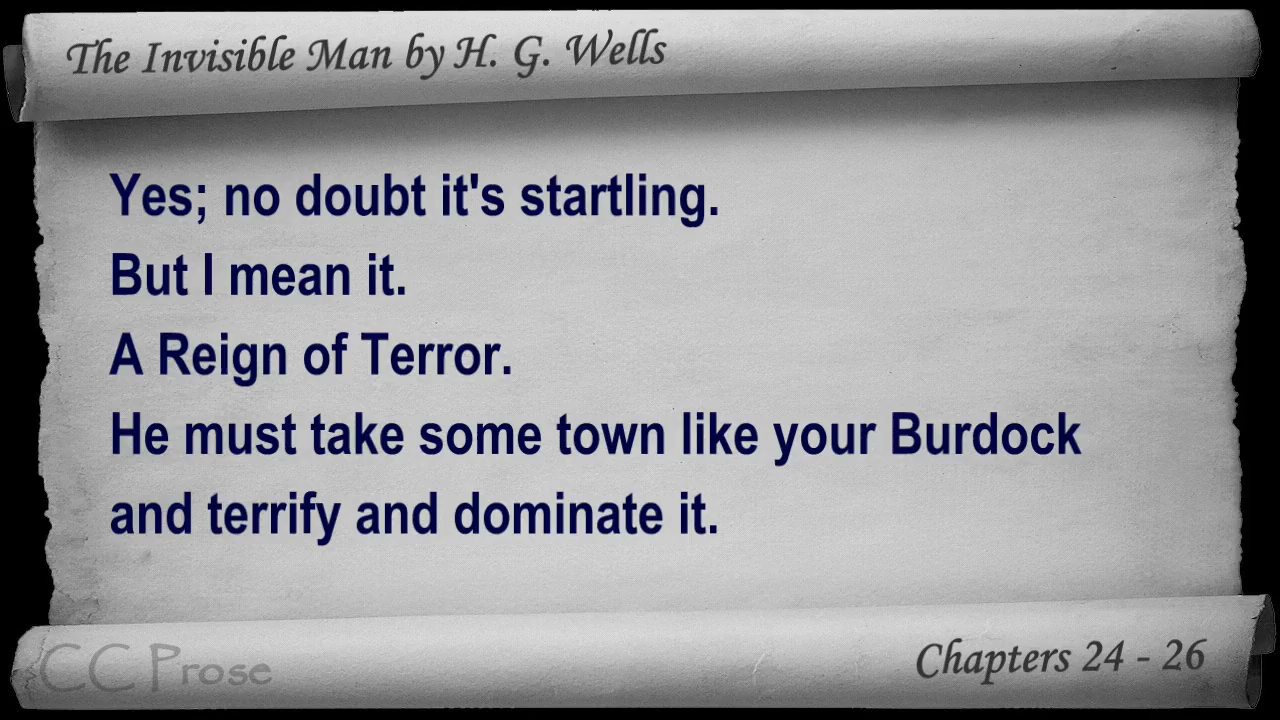 The Invisible Man by H. G. Wells
Yes; no doubt it's startling.
But I mean it.
A Reign of Terror.
He must take some town like your Burdock
and terrify and dominate it.
CC Prose
Chapters 24 - 26